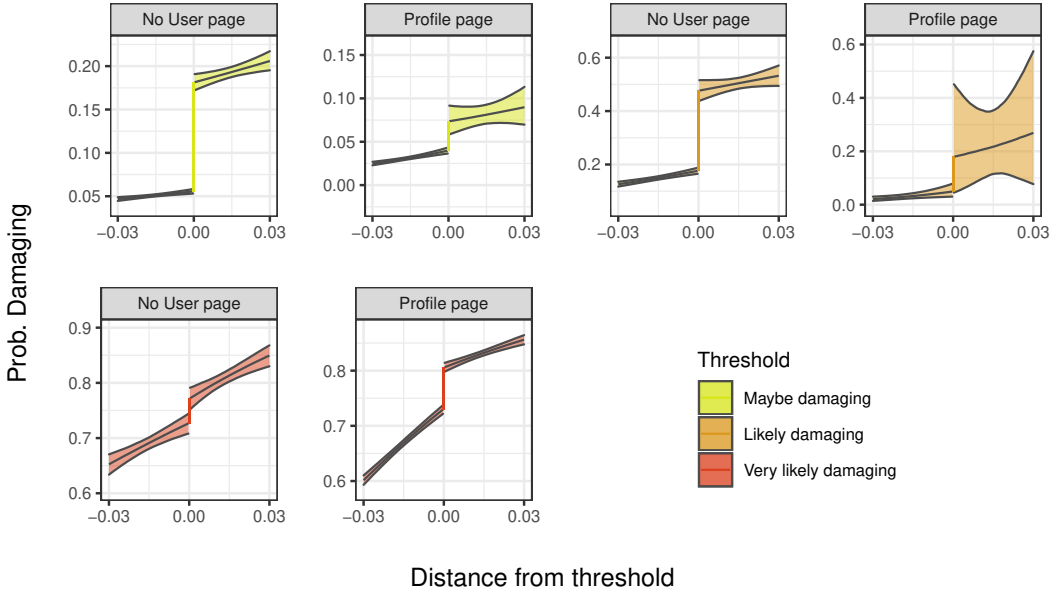 No User page
Profile page
No User page
Profile page
0.20
0.15
0.10
0.05
−0.03 0.00 0.03
0.15
0.10
0.05
0.00
−0.03 0.00 0.03
0.6
0.4
0.2
−0.03 0.00 0.03
0.6
0.4
0.2
0.0
−0.03 0.00 0.03
Prob. Damaging
No User page
Profile page
0.9
0.8
0.7
0.6
−0.03 0.00 0.03
0.8
0.7
0.6
−0.03 0.00 0.03
Threshold
Maybe damaging
Likely damaging
Very likely damaging
Distance from threshold